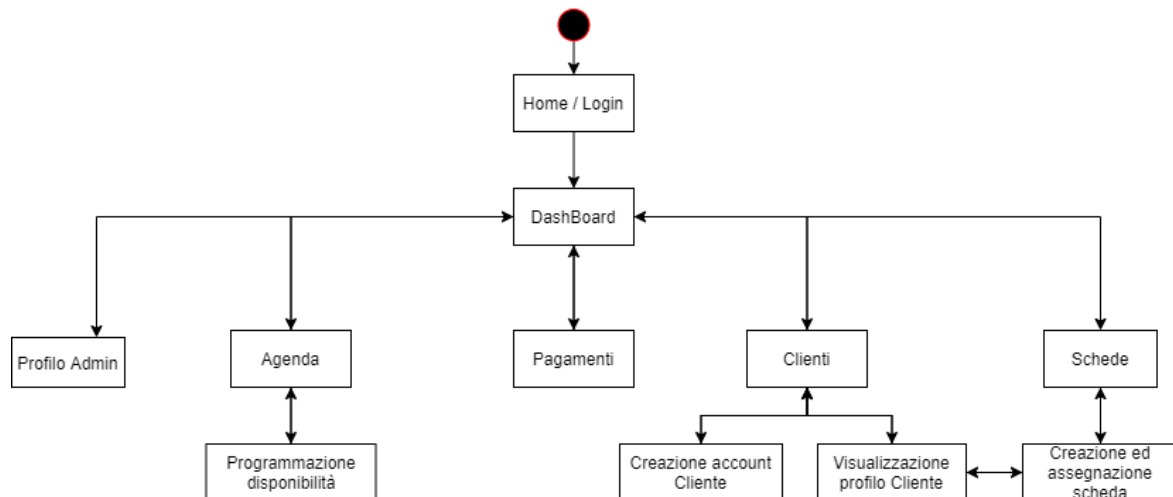 Home / Login
DashBoard
Profilo Admin
Agenda
Pagamenti
Clienti
Schede
Programmazione
disponibilità
Creazione account
Cliente
Visualizzazione
profilo Cliente
Creazione ed
assegnazione
scheda